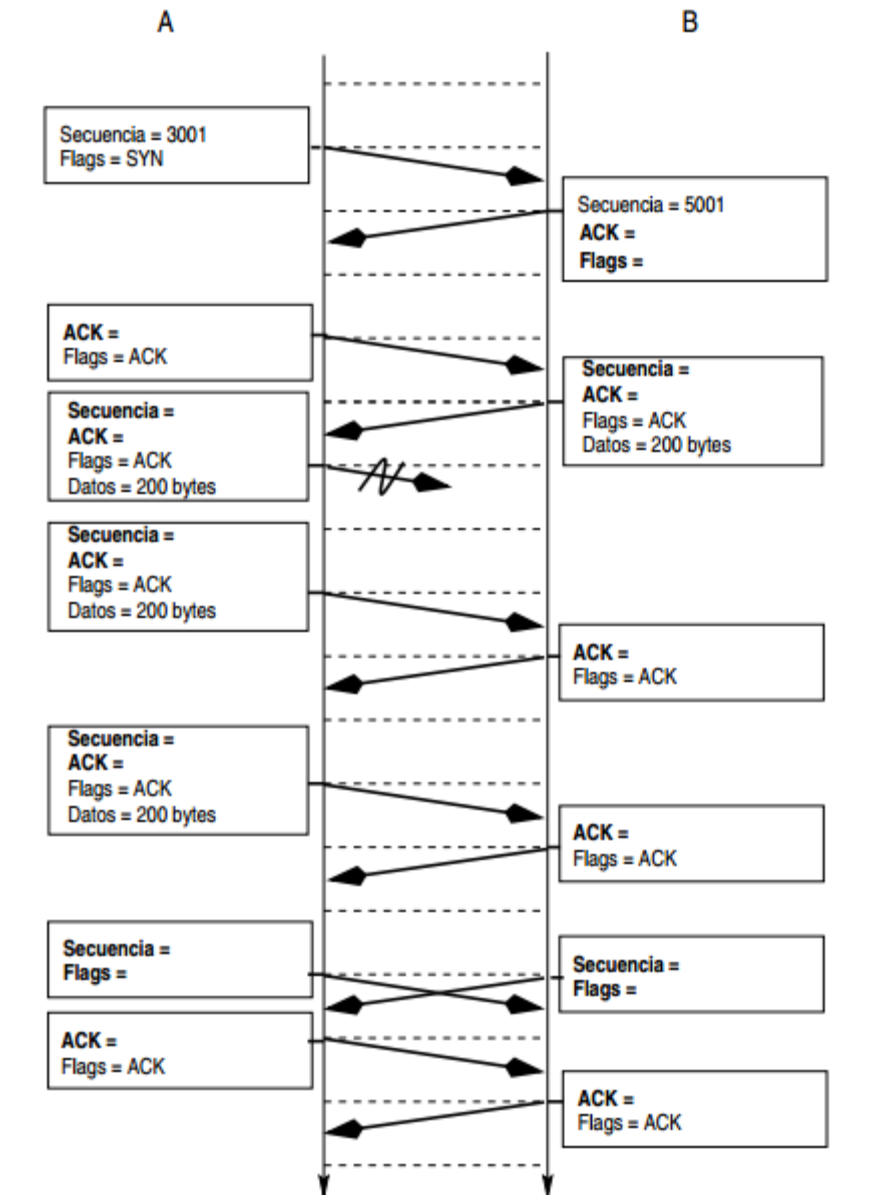 A
B
Secuencia = 3001
Flags = SYN
Secuencia = 5001
ACK =
Flags =
ACK =
Flags = ACK
Secuencia =
ACK =
Flags = ACK
Datos = 200 bytes
Secuencia =
ACK =
Flags = ACK
Datos = 200 bytes
Secuencia =
ACK =
Flags = ACK
Datos = 200 bytes
ACK =
Flags = ACK
Secuencia =
ACK =
Flags = ACK
Datos = 200 bytes
ACK =
Flags = ACK
Secuencia =
Flags =
Secuencia =
Flags =
ACK =
Flags = ACK
ACK =
Flags = ACK